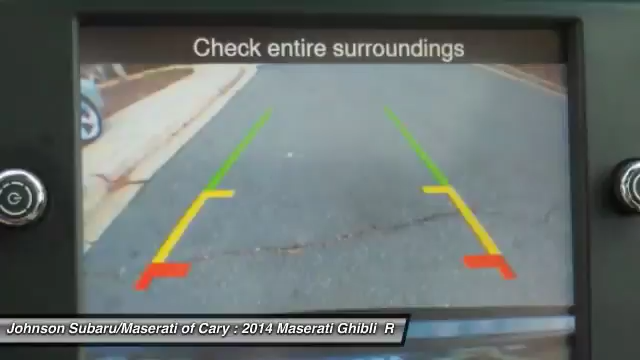 Check entire surroundings
Johnson Subaru/Maserati of Cary : 2014 Maserati Ghibli R